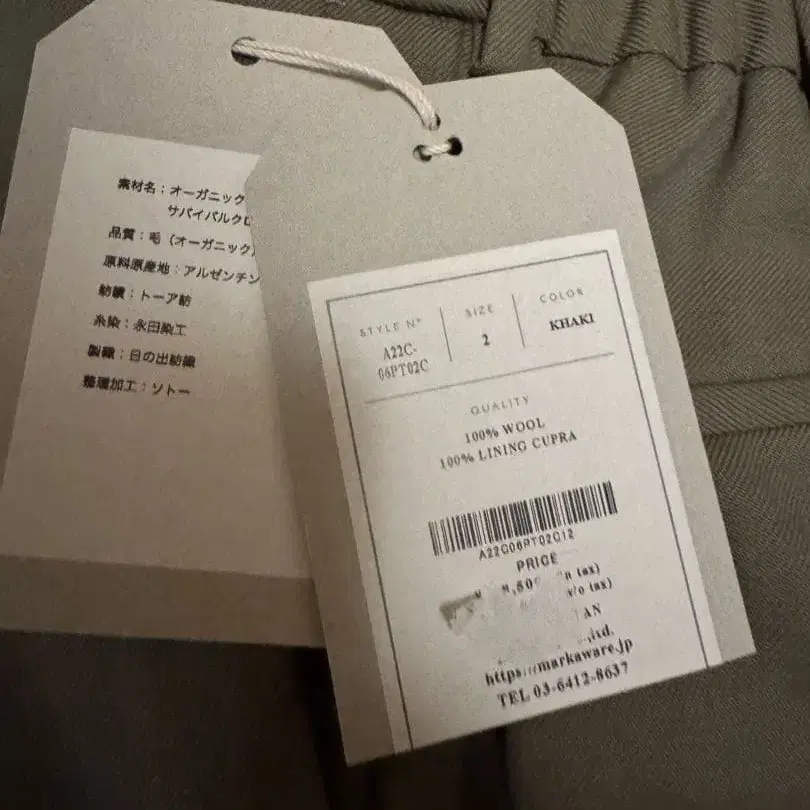 素材名：オーガニック
サバイバルクロ
品質：毛（オーガニック
原料原産地：アルゼンチン
紡績：トーア紡
糸染：永田染工
製織：日の出紡織
整理加工：ソトー
STYLE Nº
A22C-
06PT02C
SIZE
2
COLOR
KHAKI
QUALITY
100% WOOL
100% LINING CUPRA
A22C06PT02C12
PRICE
tax)
tax)
https://markaware.jp
TEL 03-6412-8637